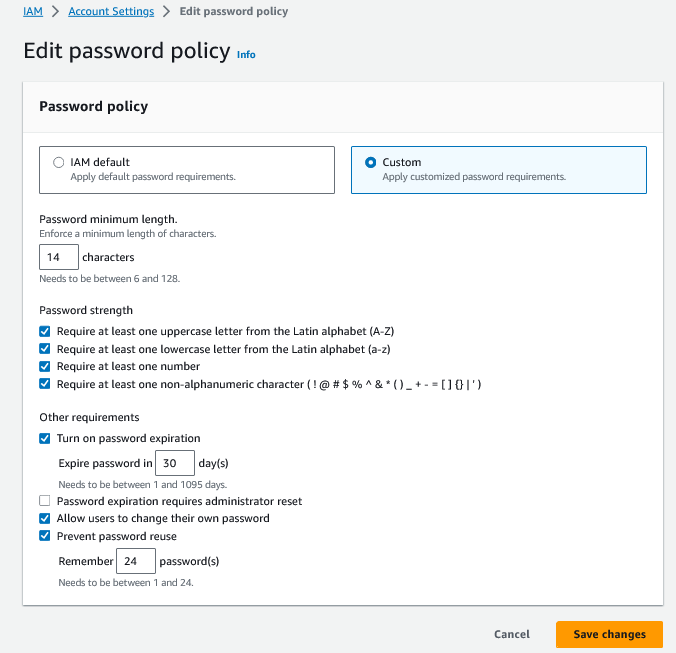 IAM > Account Settings > Edit password policy
Edit password policy Info
Password policy
IAM default
Apply default password requirements.
Custom
Apply customized password requirements.
Password minimum length.
Enforce a minimum length of characters.
14 characters
Needs to be between 6 and 128.
Password strength
Require at least one uppercase letter from the Latin alphabet (A-Z)
Require at least one lowercase letter from the Latin alphabet (a-z)
Require at least one number
Require at least one non-alphanumeric character ( ! @ # $ % ^ & * ( ) _ + - = [ ] {} | ' )
Other requirements
Turn on password expiration
Expire password in 30 day(s)
Needs to be between 1 and 1095 days.
Password expiration requires administrator reset
Allow users to change their own password
Prevent password reuse
Remember 24 password(s)
Needs to be between 1 and 24.
Cancel Save changes